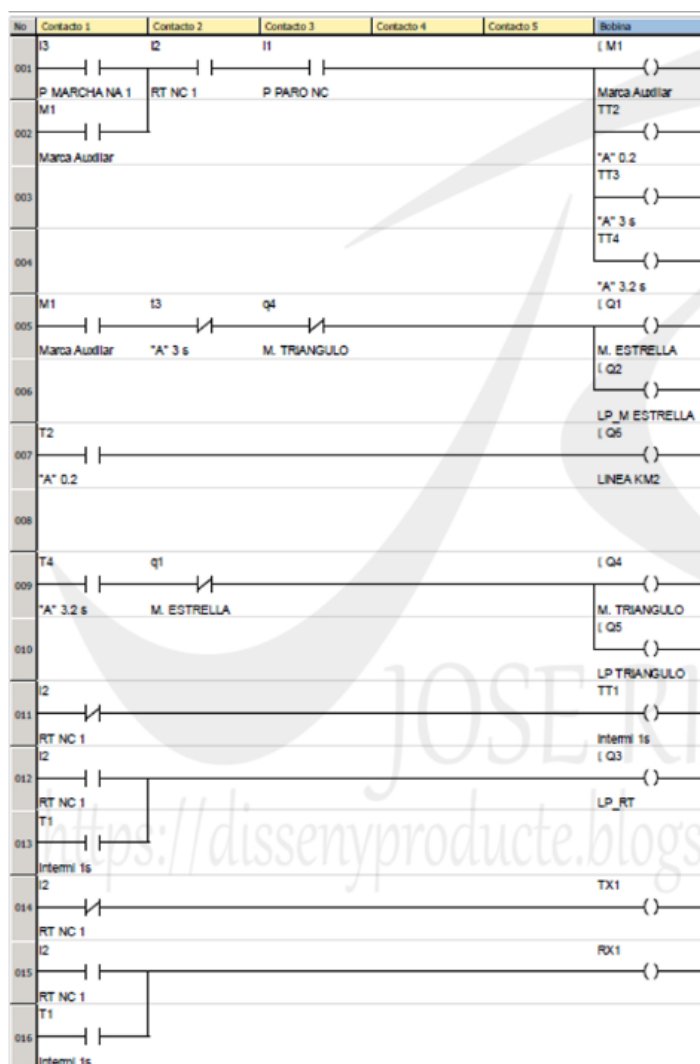 No Contacto 1 Contacto 2 Contacto 3 Contacto 4 Contacto 5 Bobina
I3 I2 I1 [ M1
001
P MARCHA NA 1 RT NC 1 P PARO NC Marca Auxiliar
M1 TT2
002
Marca Auxiliar "A" 0.2
TT3
003
"A" 3 s
TT4
004
"A" 3.2 s
M1 t3 q4 [ Q1
005
Marca Auxiliar "A" 3 s M. TRIANGULO M. ESTRELLA
[ Q2
006
LP_M ESTRELLA
T2 [ Q6
007
"A" 0.2 LINEA KM2
008
T4 q1 [ Q4
009
"A" 3.2 s M. ESTRELLA M. TRIANGULO
[ Q5
010
LP TRIANGULO
i2 TT1
011
RT NC 1 Intermi 1s
I2 [ Q3
012
RT NC 1 LP_RT
T1
013
Intermi 1s
i2 TX1
014
RT NC 1
I2 RX1
015
RT NC 1
T1
016
Intermi 1s
JOSE RI
https://dissenyproducte.blogs